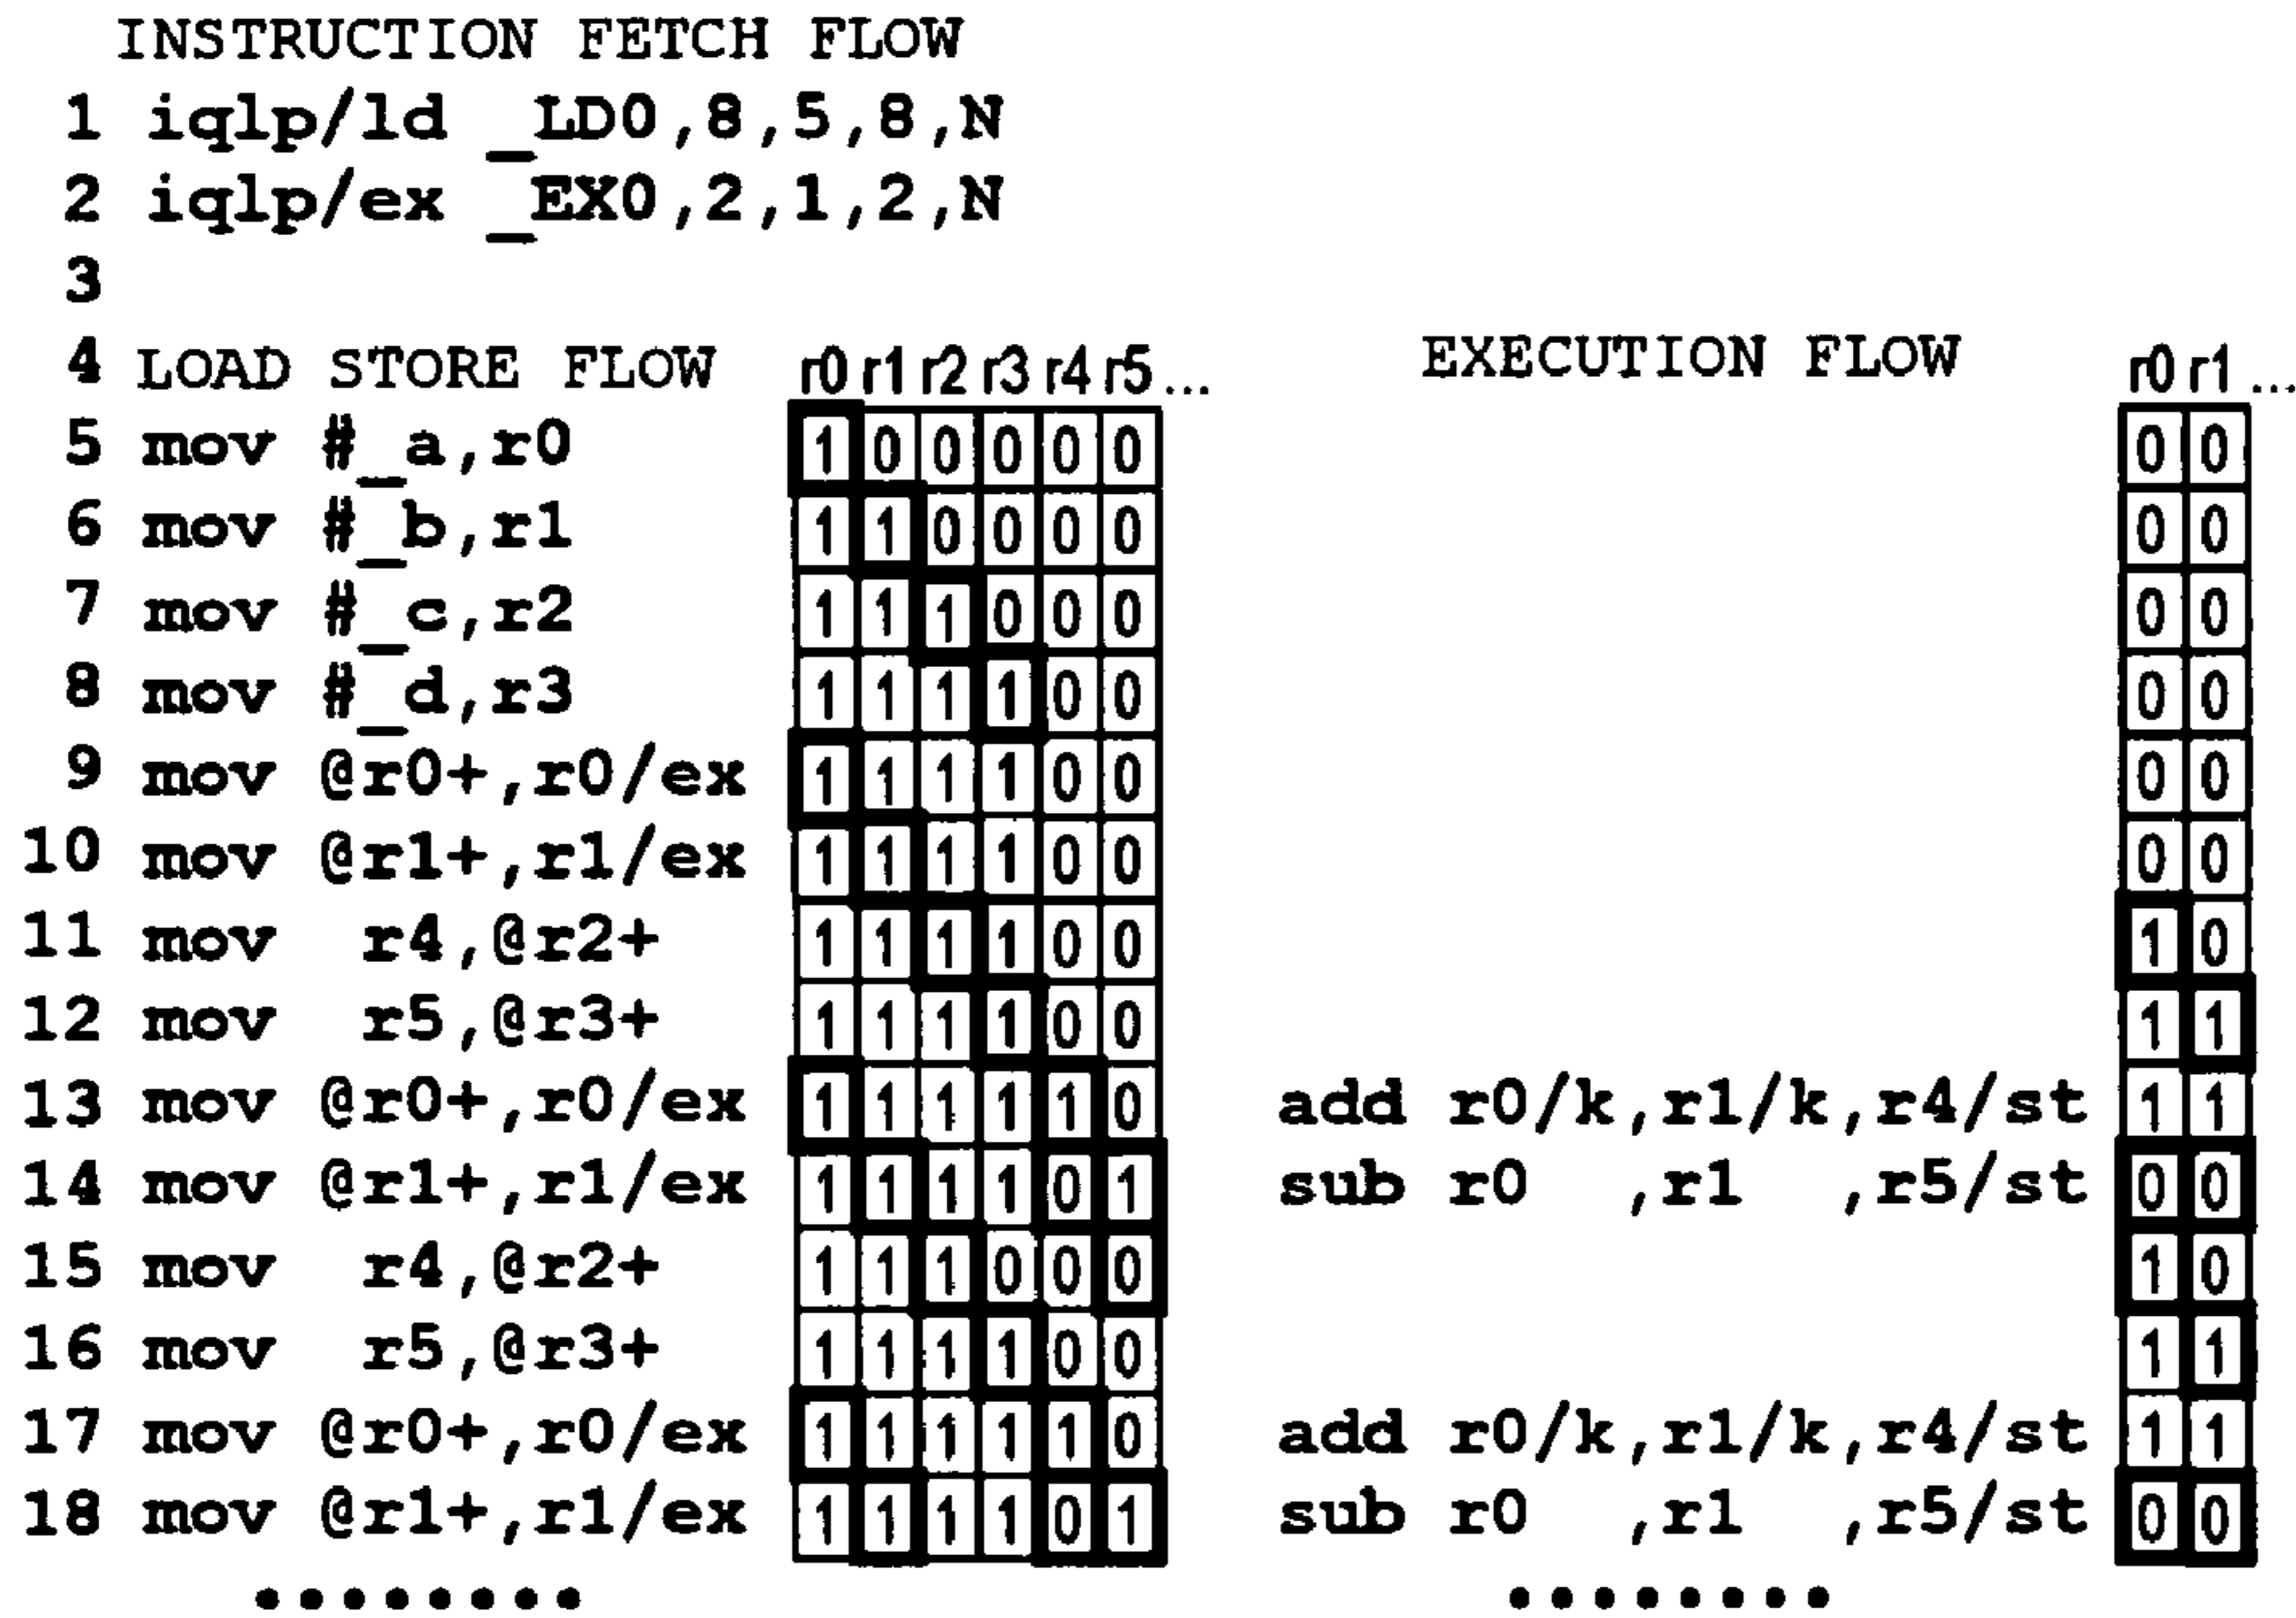 INSTRUCTION FETCH FLOW
1 iqlp/ld _LD0,8,5,8,N
2 iqlp/ex _EX0,2,1,2,N
3
4 LOAD STORE FLOW r0 r1 r2 r3 r4 r5 ... EXECUTION FLOW r0 r1 ...
5 mov #_a,r0 1 0 0 0 0 0 0 0
6 mov #_b,r1 1 1 0 0 0 0 0 0
7 mov #_c,r2 1 1 1 0 0 0 0 0
8 mov #_d,r3 1 1 1 1 0 0 0 0
9 mov @r0+,r0/ex 1 1 1 1 0 0 0 0
10 mov @r1+,r1/ex 1 1 1 1 0 0 0 0
11 mov r4,@r2+ 1 1 1 1 0 0 1 0
12 mov r5,@r3+ 1 1 1 1 0 0 1 1
13 mov @r0+,r0/ex 1 1 1 1 1 0 add r0/k,r1/k,r4/st 1 1
14 mov @r1+,r1/ex 1 1 1 1 0 1 sub r0 ,r1 ,r5/st 0 0
15 mov r4,@r2+ 1 1 1 0 0 0 1 0
16 mov r5,@r3+ 1 1 1 1 0 0 1 1
17 mov @r0+,r0/ex 1 1 1 1 1 0 add r0/k,r1/k,r4/st 1 1
18 mov @r1+,r1/ex 1 1 1 1 0 1 sub r0 ,r1 ,r5/st 0 0